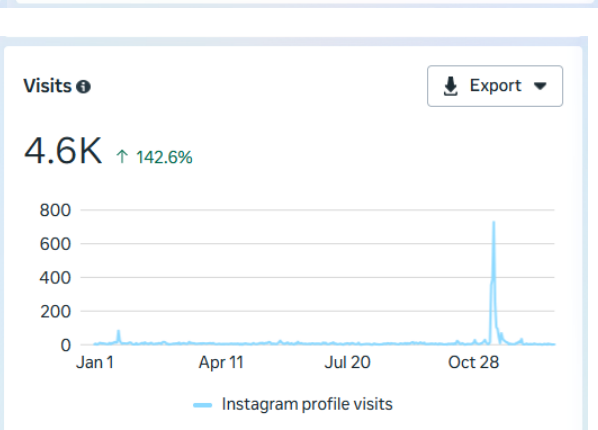 Visits
Export
4.6K ↑ 142.6%
800
600
400
200
0
Jan 1 Apr 11 Jul 20 Oct 28
Instagram profile visits